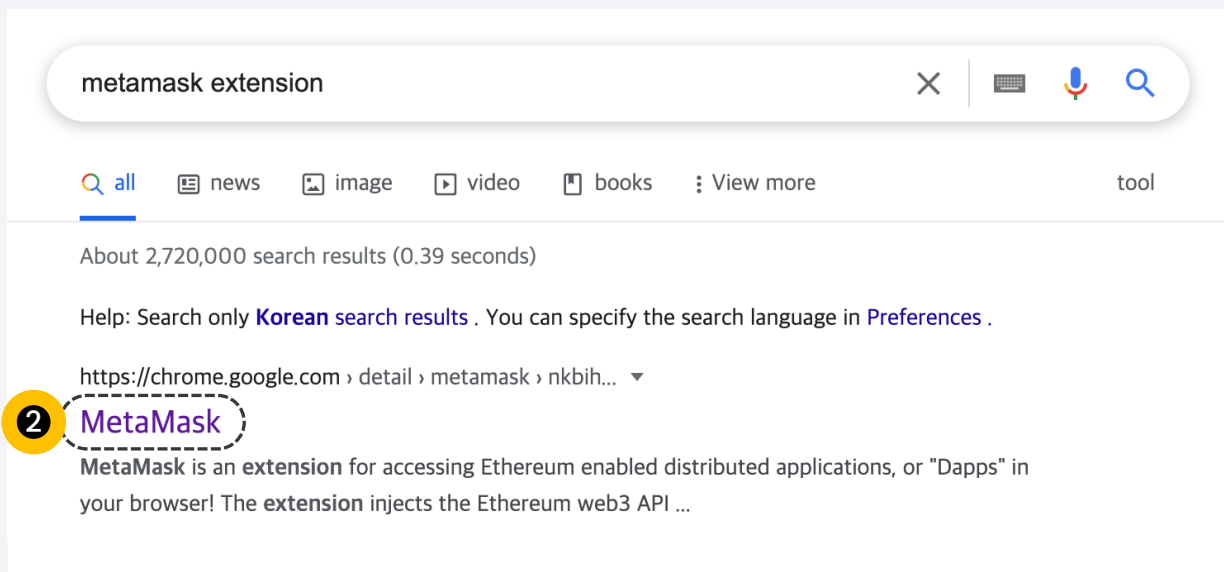 metamask extension
all news image video books View more tool
About 2,720,000 search results (0.39 seconds)
Help: Search only Korean search results . You can specify the search language in Preferences .
https://chrome.google.com › detail › metamask › nkbih...
2 MetaMask
MetaMask is an extension for accessing Ethereum enabled distributed applications, or "Dapps" in
your browser! The extension injects the Ethereum web3 API ...